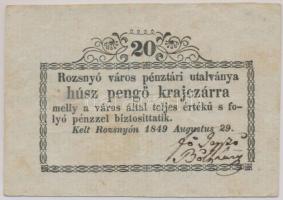 20
Rozsnyó város pénztári utalványa
húsz pengő krajczárra
melly a város által teljes értékű s fo-
lyó pénzzel biztosittatik.
Kelt Rozsnyón 1849 Augustus 29.